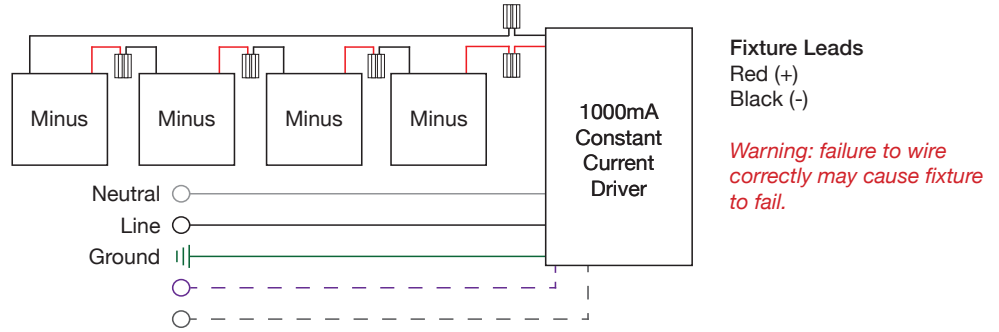 Minus
Minus
Minus
Minus
1000mA
Constant
Current
Driver
Neutral
Line
Ground
Fixture Leads
Red (+)
Black (-)
Warning: failure to wire
correctly may cause fixture
to fail.